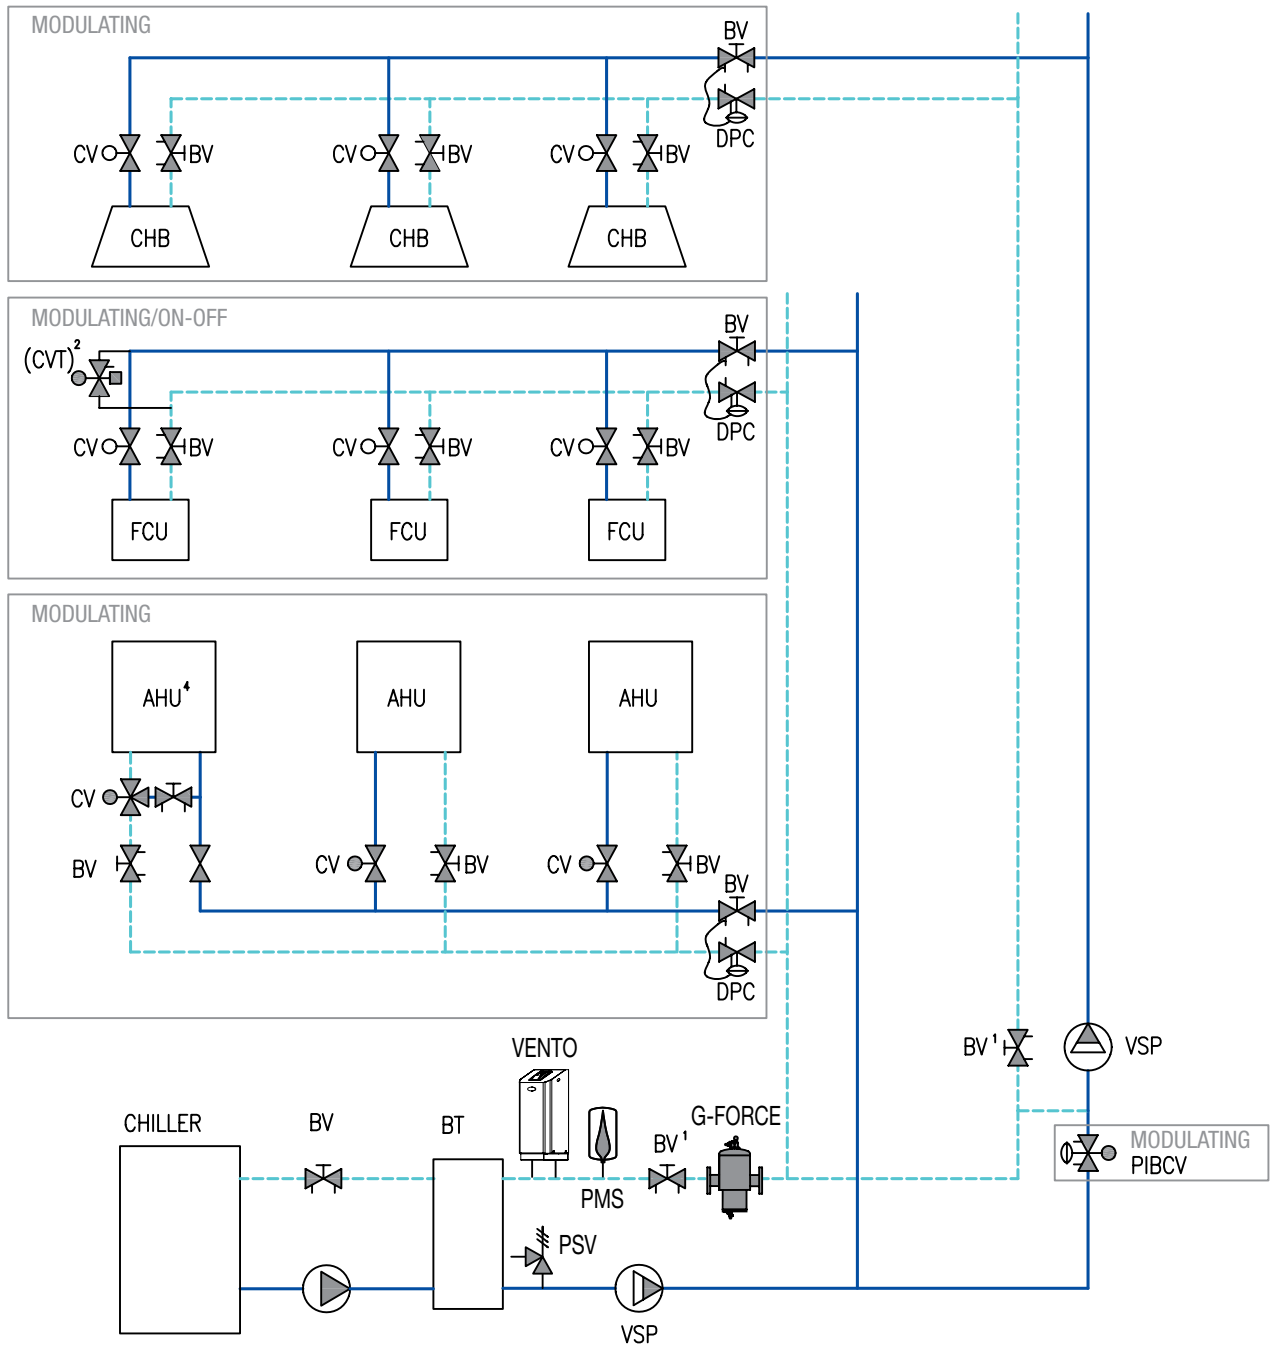 MODULATING
BV
DPC
CV BV CV BV CV BV
CHB CHB CHB
MODULATING/ON-OFF
BV
(CVT)²
DPC
CV BV CV BV CV BV
FCU FCU FCU
MODULATING
AHU⁴ AHU AHU
CV
BV CV BV CV BV
BV
DPC
BV¹ VSP
VENTO
CHILLER BV BT G-FORCE
BV¹
MODULATING
PIBCV
PMS
PSV
VSP